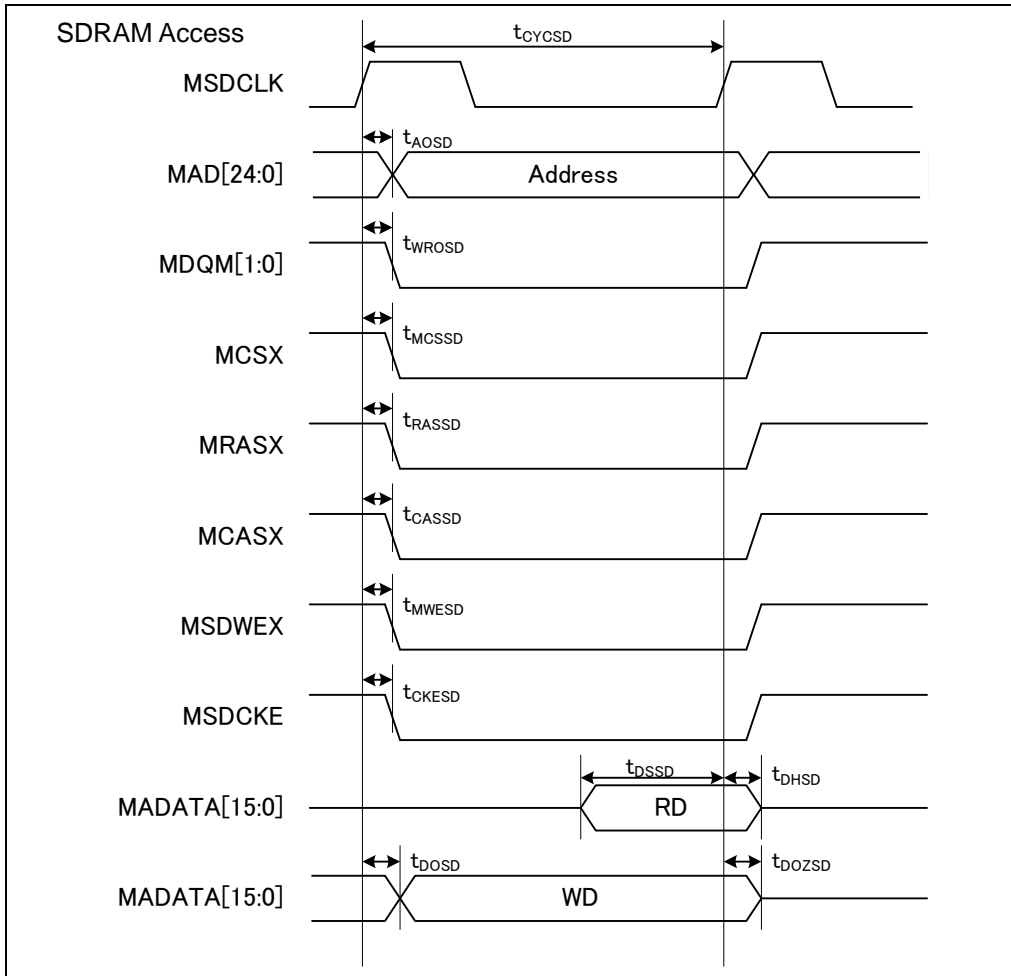 SDRAM Access
tCYCSD
MSDCLK
tAOSD
MAD[24:0]
Address
tWROSD
MDQM[1:0]
tMCSSD
MCSX
tRASSD
MRASX
tCASSD
MCASX
tMWESD
MSDWEX
tCKESD
MSDCKE
tDSSD
tDHSD
MADATA[15:0]
RD
tDOSD
tDOZSD
MADATA[15:0]
WD